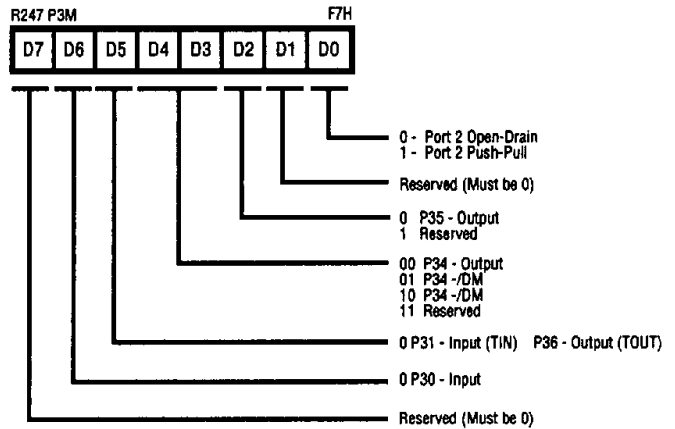 R247 P3M F7H
D7 D6 D5 D4 D3 D2 D1 D0
0 - Port 2 Open-Drain
1 - Port 2 Push-Pull
Reserved (Must be 0)
0 P35 - Output
1 Reserved
00 P34 - Output
01 P34 -/DM
10 P34 -/DM
11 Reserved
0 P31 - Input (TIN) P36 - Output (TOUT)
0 P30 - Input
Reserved (Must be 0)